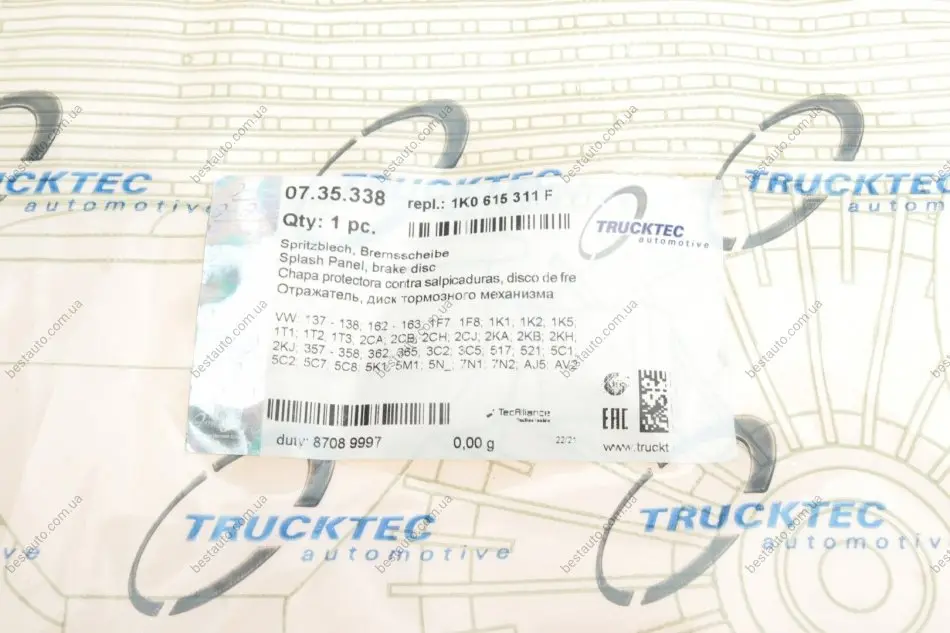 TRUCKTEC
07.35.338
repl.: 1K0 615 311 F
Qty: 1 pc.
TRUCKTEC
automotive
Spritzblech, Bremsscheibe
Splash Panel, brake disc
Chapa protectora contra salpicaduras, disco de fre
Отражатель, диск тормозного механизма
VW: 137 - 138; 162 - 163; 1F7; 1F8; 1K1; 1K2; 1K5;
1T1; 1T2; 1T3; 2CA; 2CB; 2CH; 2CJ; 2KA; 2KB; 2KH;
2KJ; 357 - 358; 362; 365; 3C2; 3C5; 517; 521; 5C1;
5C2; 5C7; 5C8; 5K1; 5M1; 5N_; 7N1; 7N2; AJ5; AV2
TecAlliance
EAC
duty: 8708 9997
0,00 g
22/21
www.truckt
TRUCKTEC
automotive
TRUCKTEC
automotive
bestauto.com.ua